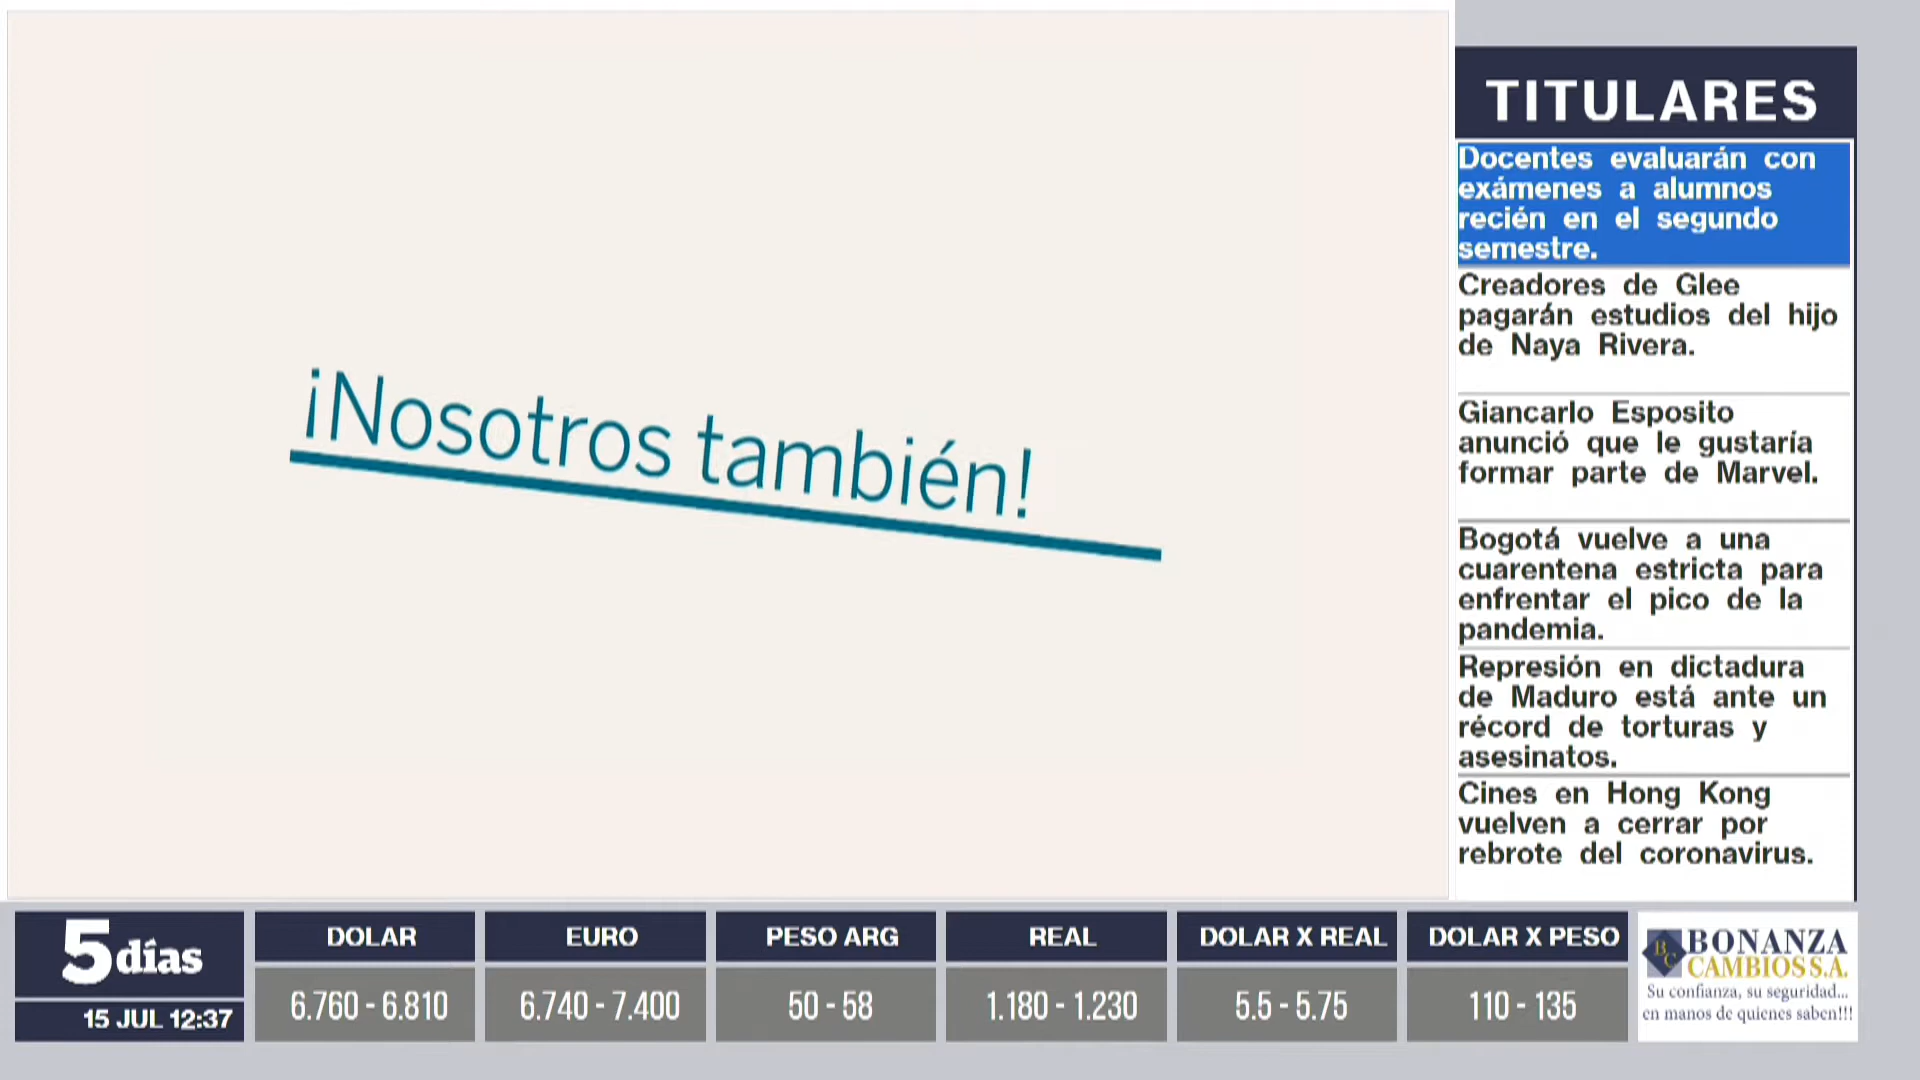 ¡Nosotros también!
TITULARES
Docentes evaluarán con
exámenes a alumnos
recién en el segundo
semestre.
Creadores de Glee
pagarán estudios del hijo
de Naya Rivera.
Giancarlo Esposito
anunció que le gustaría
formar parte de Marvel.
Bogotá vuelve a una
cuarentena estricta para
enfrentar el pico de la
pandemia.
Represión en dictadura
de Maduro está ante un
récord de torturas y
asesinatos.
Cines en Hong Kong
vuelven a cerrar por
rebrote del coronavirus.
5días
15 JUL 12:37
DOLAR
6.760 - 6.810
EURO
6.740 - 7.400
PESO ARG
50 - 58
REAL
1.180 - 1.230
DOLAR X REAL
5.5 - 5.75
DOLAR X PESO
110 - 135
BC
BONANZA
CAMBIOS S.A.
Su confianza, su seguridad...
en manos de quienes saben!!!